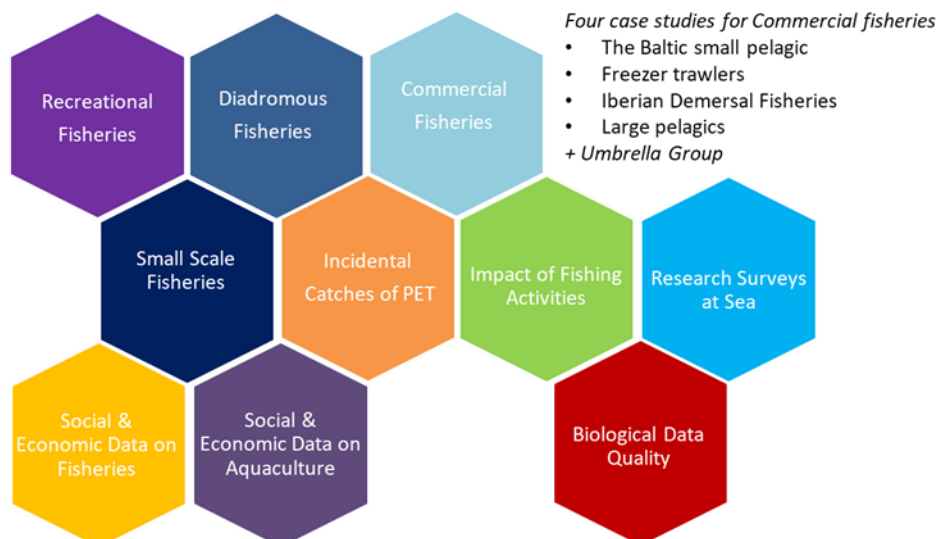 Recreational
Fisheries
Diadromous
Fisheries
Commercial
Fisheries
Four case studies for Commercial fisheries
• The Baltic small pelagic
• Freezer trawlers
• Iberian Demersal Fisheries
• Large pelagics
+ Umbrella Group
Small Scale
Fisheries
Incidental
Catches of PET
Impact of Fishing
Activities
Research Surveys
at Sea
Social &
Economic Data on
Fisheries
Social &
Economic Data on
Aquaculture
Biological Data
Quality